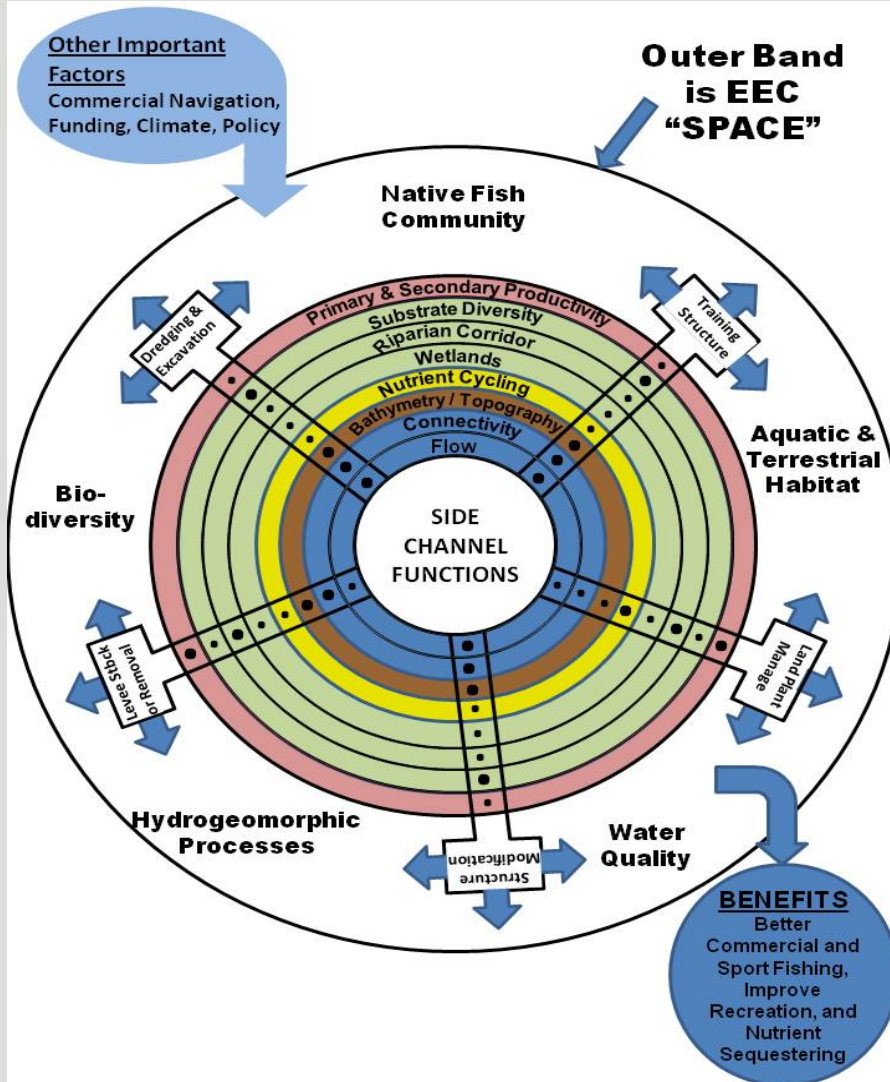 Other Important
Factors
Commercial Navigation,
Funding, Climate, Policy
Outer Band
is EEC
“SPACE”
Native Fish
Community
Dredging &
Excavation
Training
Structure
Primary & Secondary Productivity
Substrate Diversity
Riparian Corridor
Wetlands
Nutrient Cycling
Bathymetry / Topography
Connectivity
Flow
SIDE
CHANNEL
FUNCTIONS
Aquatic &
Terrestrial
Habitat
Bio-
diversity
Levee Stbck
or Removal
Land Plant
Manage
Hydrogeomorphic
Processes
Structure
Modification
Water
Quality
BENEFITS
Better
Commercial and
Sport Fishing,
Improve
Recreation, and
Nutrient
Sequestering